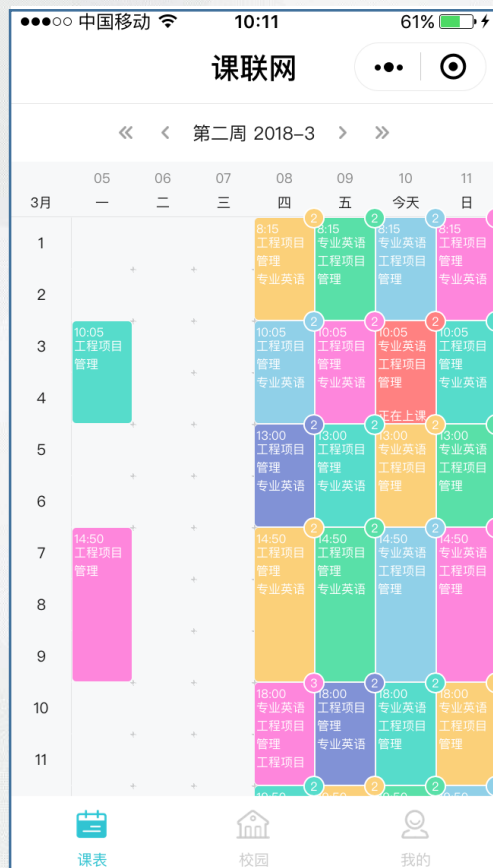 中国移动 10:11 61%
课联网
第二周 2018-3
05 06 07 08 09 10 11
3月 一 二 三 四 五 今天 日
1
8:15
工程项目
管理
专业英语
2
8:15
专业英语
工程项目
管理
2
8:15
专业英语
工程项目
管理
2
8:15
工程项目
管理
专业英语
2
3
10:05
工程项目
管理
10:05
工程项目
管理
专业英语
2
10:05
工程项目
管理
专业英语
2
10:05
专业英语
工程项目
管理
正在上课
2
10:05
工程项目
管理
专业英语
4
5
13:00
工程项目
管理
专业英语
2
13:00
工程项目
管理
专业英语
2
13:00
专业英语
工程项目
管理
2
13:00
专业英语
工程项目
管理
6
7
14:50
工程项目
管理
14:50
工程项目
管理
专业英语
2
14:50
工程项目
管理
专业英语
2
14:50
专业英语
工程项目
管理
2
14:50
专业英语
工程项目
管理
8
9
10
18:00
专业英语
工程项目
管理
工程项目
3
18:00
工程项目
管理
专业英语
2
18:00
专业英语
工程项目
管理
2
18:00
专业英语
工程项目
管理
11
2
2
2
课表 校园 我的